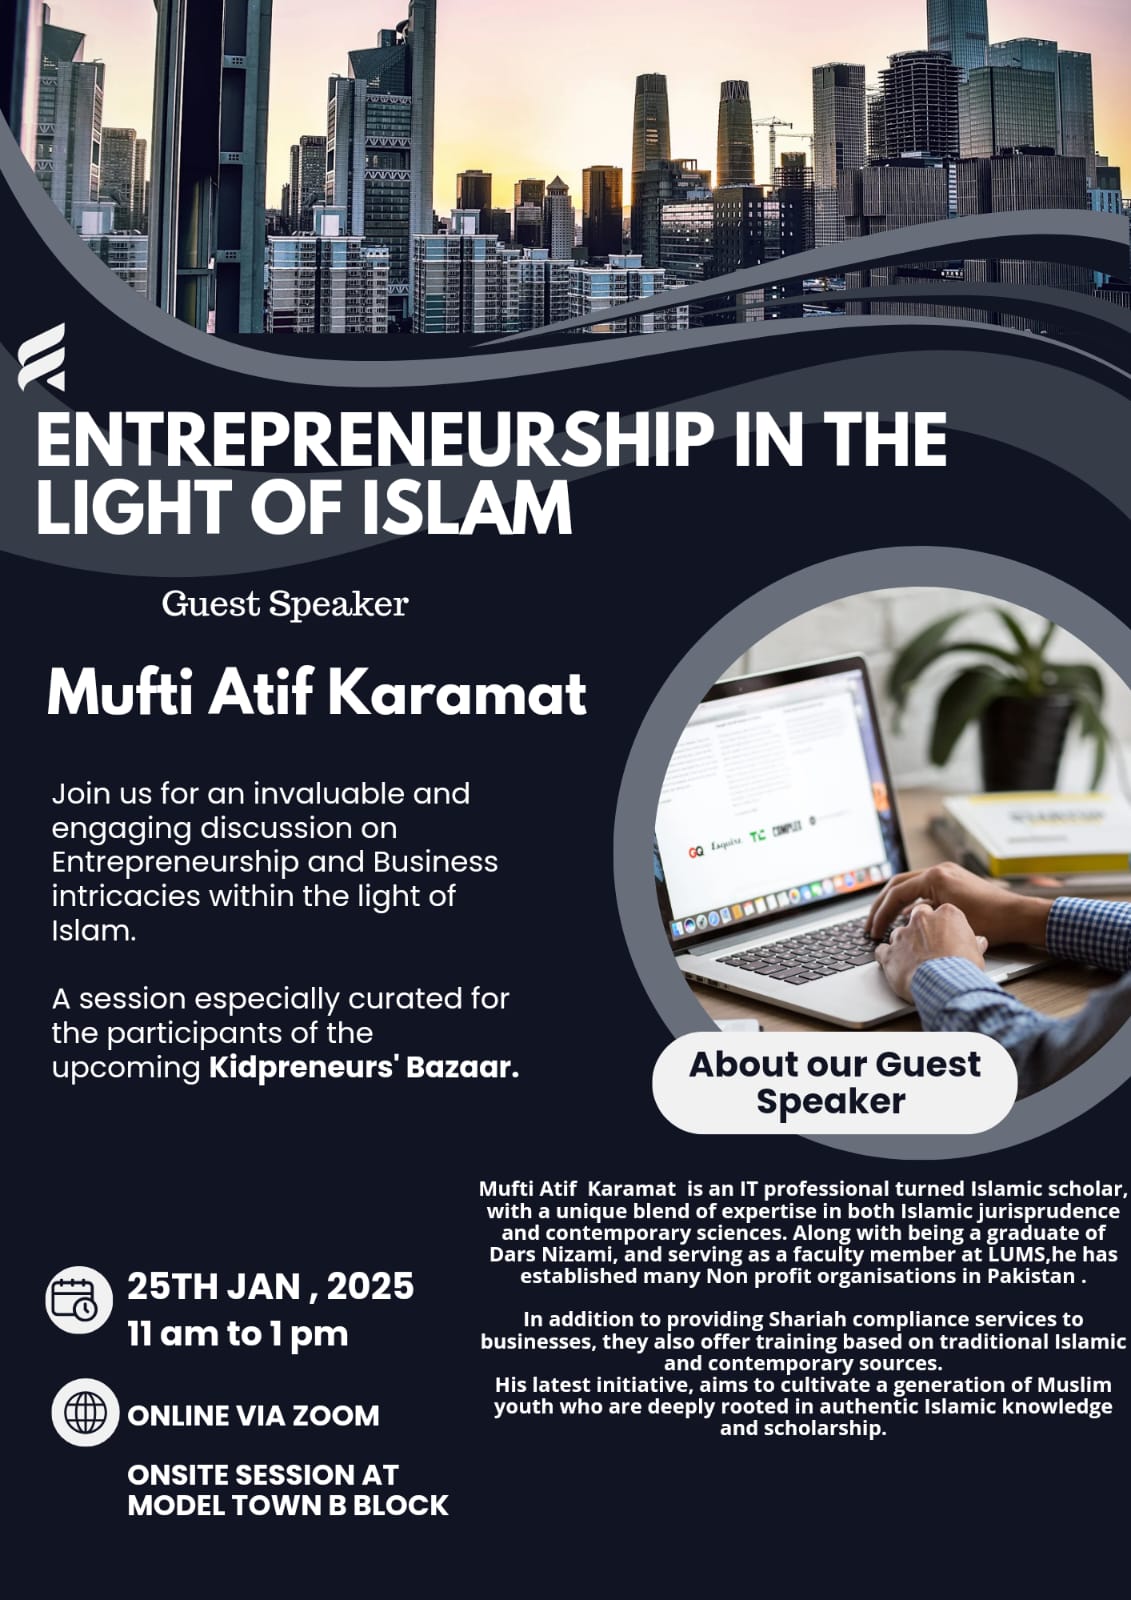 ENTREPRENEURSHIP IN THE
LIGHT OF ISLAM
Guest Speaker
Mufti Atif Karamat
Join us for an invaluable and
engaging discussion on
Entrepreneurship and Business
intricacies within the light of
Islam.
A session especially curated for
the participants of the
upcoming Kidpreneurs' Bazaar.
GQ Esquire TC COMPLEX
About our Guest
Speaker
Mufti Atif Karamat is an IT professional turned Islamic scholar,
with a unique blend of expertise in both Islamic jurisprudence
and contemporary sciences. Along with being a graduate of
Dars Nizami, and serving as a faculty member at LUMS,he has
established many Non profit organisations in Pakistan .
In addition to providing Shariah compliance services to
businesses, they also offer training based on traditional Islamic
and contemporary sources.
His latest initiative, aims to cultivate a generation of Muslim
youth who are deeply rooted in authentic Islamic knowledge
and scholarship.
25TH JAN , 2025
11 am to 1 pm
ONLINE VIA ZOOM
ONSITE SESSION AT
MODEL TOWN B BLOCK